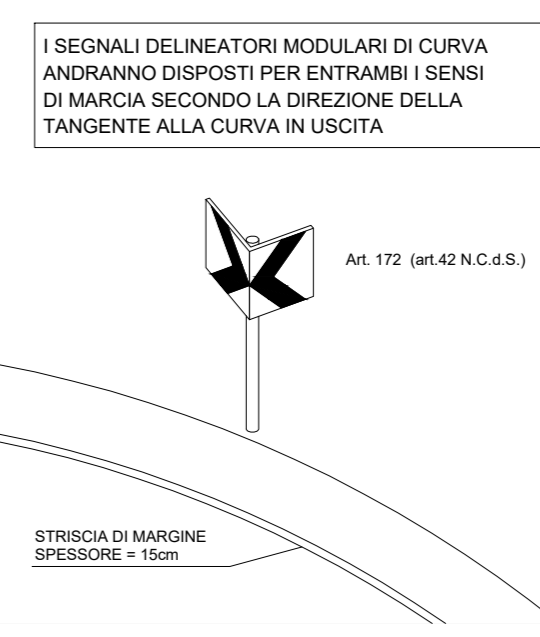 I SEGNALI DELINEATORI MODULARI DI CURVA
ANDRANNO DISPOSTI PER ENTRAMBI I SENSI
DI MARCIA SECONDO LA DIREZIONE DELLA
TANGENTE ALLA CURVA IN USCITA
Art. 172 (art.42 N.C.d.S.)
STRISCIA DI MARGINE
SPESSORE = 15cm